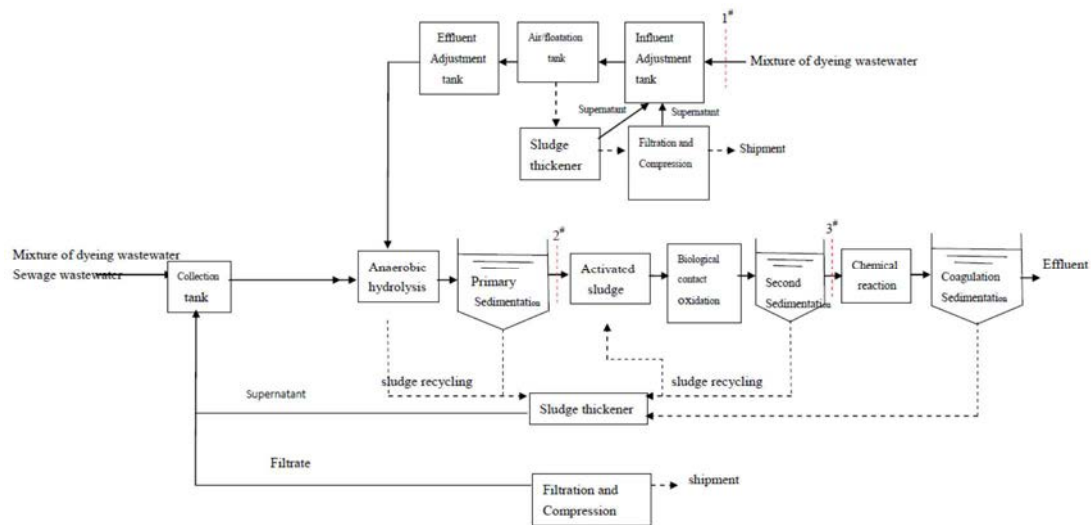 1#
Effluent
Adjustment
tank
Air/floatation
tank
Influent
Adjustment
tank
Mixture of dyeing wastewater
Supernatant
Supernatant
Sludge
thickener
Filtration and
Compression
Shipment
2#
3#
Mixture of dyeing wastewater
Sewage wastewater
Collection
tank
Anaerobic
hydrolysis
Primary
Sedimentation
Activated
sludge
Biological
contact
oxidation
Second
Sedimentation
Chemical
reaction
Coagulation
Sedimentation
Effluent
sludge recycling
sludge recycling
Supernatant
Sludge thickener
Filtrate
Filtration and
Compression
shipment